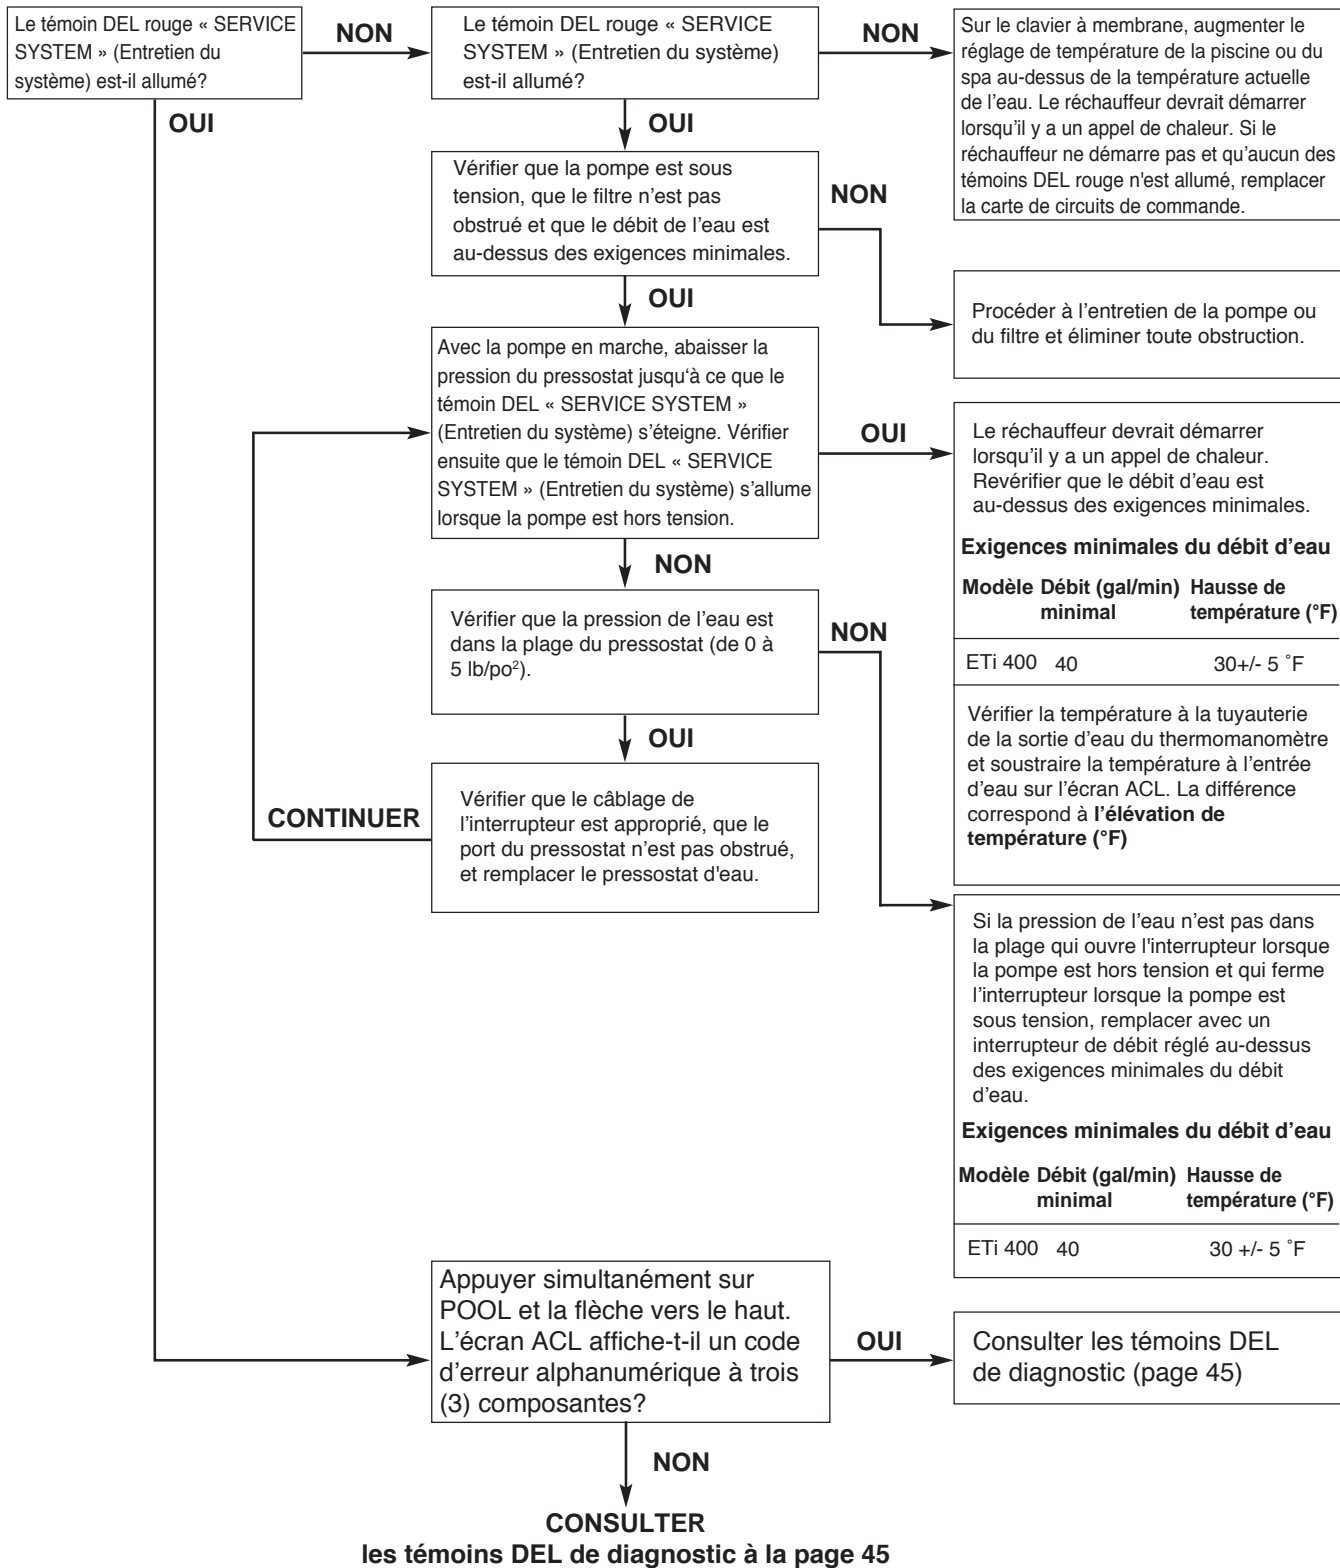 Le témoin DEL rouge « SERVICE
SYSTEM » (Entretien du
système) est-il allumé?
NON
OUI
Le témoin DEL rouge « SERVICE
SYSTEM » (Entretien du système)
est-il allumé?
NON
OUI
Sur le clavier à membrane, augmenter le
réglage de température de la piscine ou du
spa au-dessus de la température actuelle
de l'eau. Le réchauffeur devrait démarrer
lorsqu'il y a un appel de chaleur. Si le
réchauffeur ne démarre pas et qu'aucun des
témoins DEL rouge n'est allumé, remplacer
la carte de circuits de commande.
Vérifier que la pompe est sous
tension, que le filtre n'est pas
obstrué et que le débit de l'eau est
au-dessus des exigences minimales.
NON
OUI
Procéder à l'entretien de la pompe ou
du filtre et éliminer toute obstruction.
Avec la pompe en marche, abaisser la
pression du pressostat jusqu'à ce que le
témoin DEL « SERVICE SYSTEM »
(Entretien du système) s'éteigne. Vérifier
ensuite que le témoin DEL « SERVICE
SYSTEM » (Entretien du système) s'allume
lorsque la pompe est hors tension.
OUI
NON
Le réchauffeur devrait démarrer
lorsqu'il y a un appel de chaleur.
Revérifier que le débit d'eau est
au-dessus des exigences minimales.
Exigences minimales du débit d'eau
Modèle Débit (gal/min) Hausse de
minimal température (°F)
ETi 400 40 30+/- 5 °F
Vérifier la température à la tuyauterie
de la sortie d'eau du thermomanomètre
et soustraire la température à l'entrée
d'eau sur l'écran ACL. La différence
correspond à l'élévation de
température (°F)
Vérifier que la pression de l'eau est
dans la plage du pressostat (de 0 à
5 lb/po²).
NON
OUI
Vérifier que le câblage de
l'interrupteur est approprié, que le
port du pressostat n'est pas obstrué,
et remplacer le pressostat d'eau.
CONTINUER
Si la pression de l'eau n'est pas dans
la plage qui ouvre l'interrupteur lorsque
la pompe est hors tension et qui ferme
l'interrupteur lorsque la pompe est
sous tension, remplacer avec un
interrupteur de débit réglé au-dessus
des exigences minimales du débit
d'eau.
Exigences minimales du débit d'eau
Modèle Débit (gal/min) Hausse de
minimal température (°F)
ETi 400 40 30 +/- 5 °F
Appuyer simultanément sur
POOL et la flèche vers le haut.
L'écran ACL affiche-t-il un code
d'erreur alphanumérique à trois
(3) composantes?
OUI
Consulter les témoins DEL
de diagnostic (page 45)
NON
CONSULTER
les témoins DEL de diagnostic à la page 45